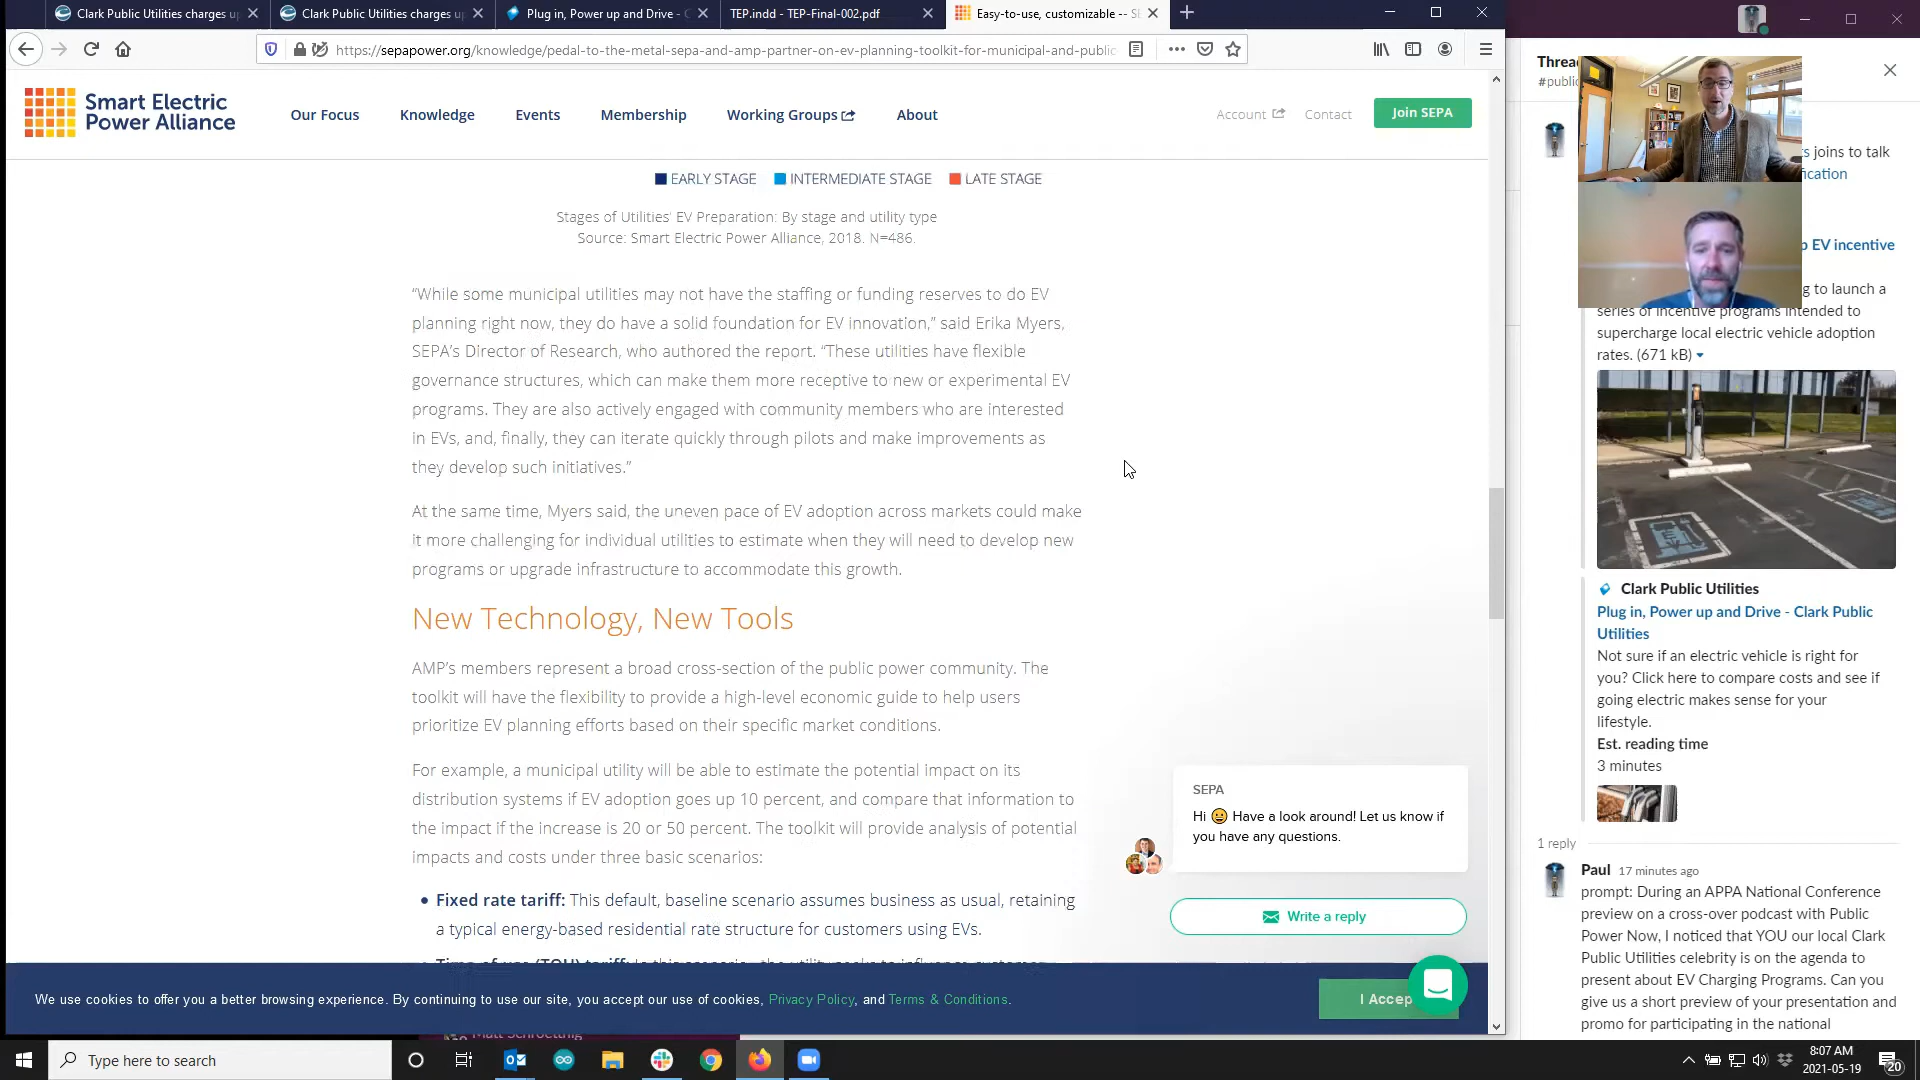 Clark Public Utilities charges u
Clark Public Utilities charges u
Plug in, Power up and Drive - C
TEP.indd - TEP-Final-002.pdf
Easy-to-use, customizable -- S
https://sepapower.org/knowledge/pedal-to-the-metal-sepa-and-amp-partner-on-ev-planning-toolkit-for-municipal-and-public
Smart Electric
Power Alliance
Our Focus
Knowledge
Events
Membership
Working Groups
About
Account
Contact
Join SEPA
EARLY STAGE
INTERMEDIATE STAGE
LATE STAGE
Stages of Utilities' EV Preparation: By stage and utility type
Source: Smart Electric Power Alliance, 2018. N=486.
“While some municipal utilities may not have the staffing or funding reserves to do EV
planning right now, they do have a solid foundation for EV innovation,” said Erika Myers,
SEPA’s Director of Research, who authored the report. “These utilities have flexible
governance structures, which can make them more receptive to new or experimental EV
programs. They are also actively engaged with community members who are interested
in EVs, and, finally, they can iterate quickly through pilots and make improvements as
they develop such initiatives.”
At the same time, Myers said, the uneven pace of EV adoption across markets could make
it more challenging for individual utilities to estimate when they will need to develop new
programs or upgrade infrastructure to accommodate this growth.
New Technology, New Tools
AMP’s members represent a broad cross-section of the public power community. The
toolkit will have the flexibility to provide a high-level economic guide to help users
prioritize EV planning efforts based on their specific market conditions.
For example, a municipal utility will be able to estimate the potential impact on its
distribution systems if EV adoption goes up 10 percent, and compare that information to
the impact if the increase is 20 or 50 percent. The toolkit will provide analysis of potential
impacts and costs under three basic scenarios:
Fixed rate tariff: This default, baseline scenario assumes business as usual, retaining
a typical energy-based residential rate structure for customers using EVs.
SEPA
Hi 😀 Have a look around! Let us know if
you have any questions.
Write a reply
We use cookies to offer you a better browsing experience. By continuing to use our site, you accept our use of cookies, Privacy Policy, and Terms & Conditions.
I Accep
Threa
#public
s joins to talk
fication
p EV incentive
g to launch a
series of incentive programs intended to
supercharge local electric vehicle adoption
rates. (671 kB)
Clark Public Utilities
Plug in, Power up and Drive - Clark Public
Utilities
Not sure if an electric vehicle is right for
you? Click here to compare costs and see if
going electric makes sense for your
lifestyle.
Est. reading time
3 minutes
1 reply
Paul 17 minutes ago
prompt: During an APPA National Conference
preview on a cross-over podcast with Public
Power Now, I noticed that YOU our local Clark
Public Utilities celebrity is on the agenda to
present about EV Charging Programs. Can you
give us a short preview of your presentation and
promo for participating in the national
Type here to search
8:07 AM
2021-05-19
20